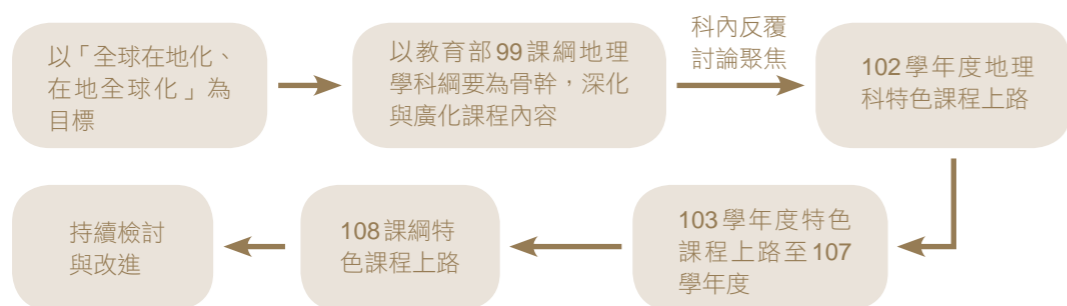 以「全球在地化、
在地全球化」為
目標
以教育部99課綱地理
學科綱要為骨幹，深化
與廣化課程內容
科內反覆
討論聚焦
102學年度地理
科特色課程上路
103學年度特色
課程上路至107
學年度
108課綱特
色課程上路
持續檢討
與改進